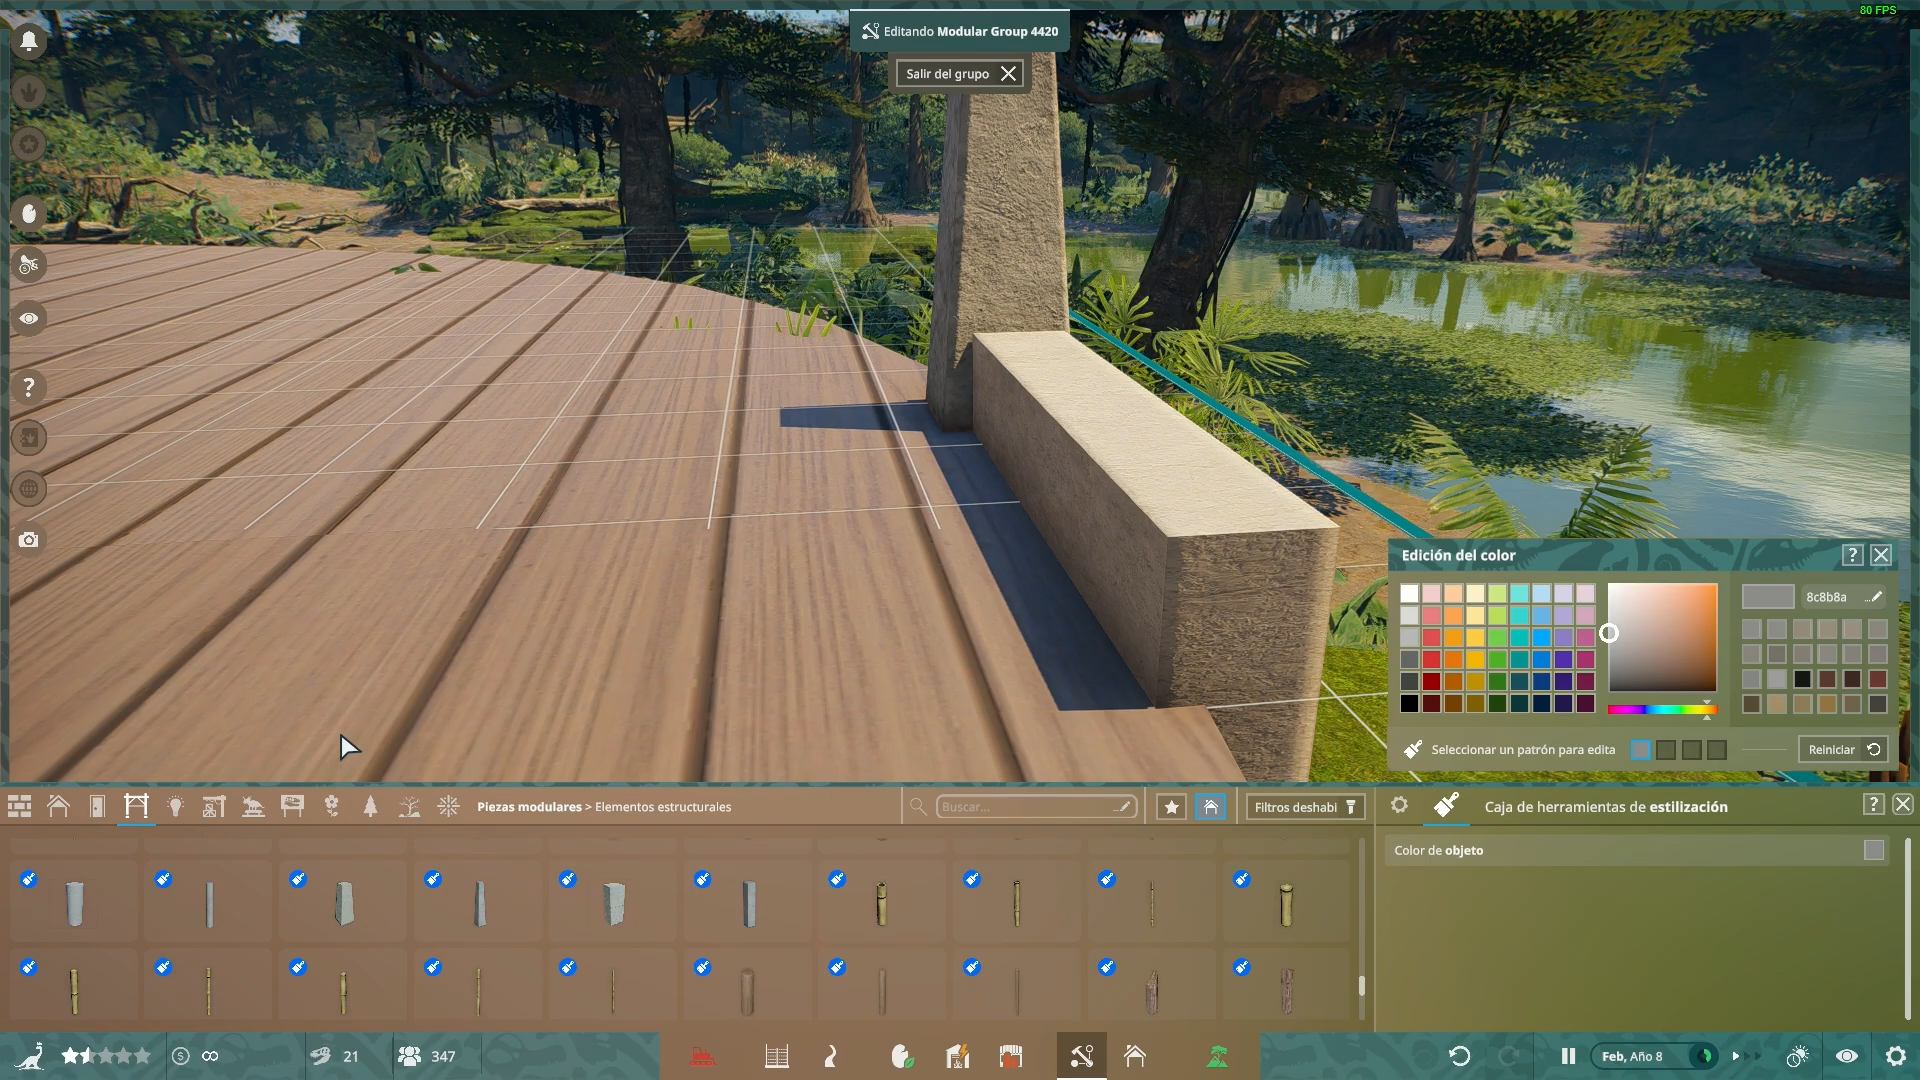 80 FPS
Editando Modular Group 4420
Salir del grupo
?
Edición del color
?
8c8b8a
...
Seleccionar un patrón para edita
Reiniciar
Piezas modulares > Elementos estructurales
Buscar...
...
Filtros deshabi
Caja de herramientas de estilización
?
Color de objeto
$ ∞
21
347
Feb, Año 8